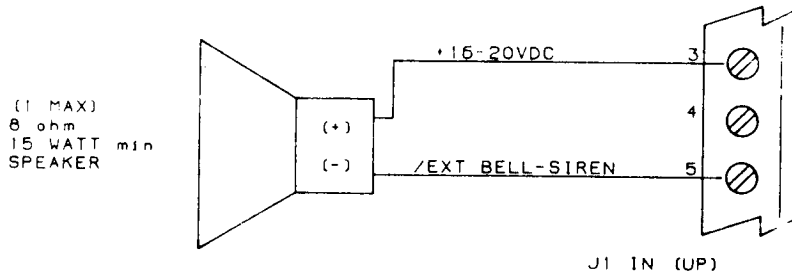 +16-20VDC
3
(1 MAX)
8 ohm
15 WATT min
SPEAKER
(+)
(-)
4
/EXT BELL-SIREN
5
J1 IN (UP)